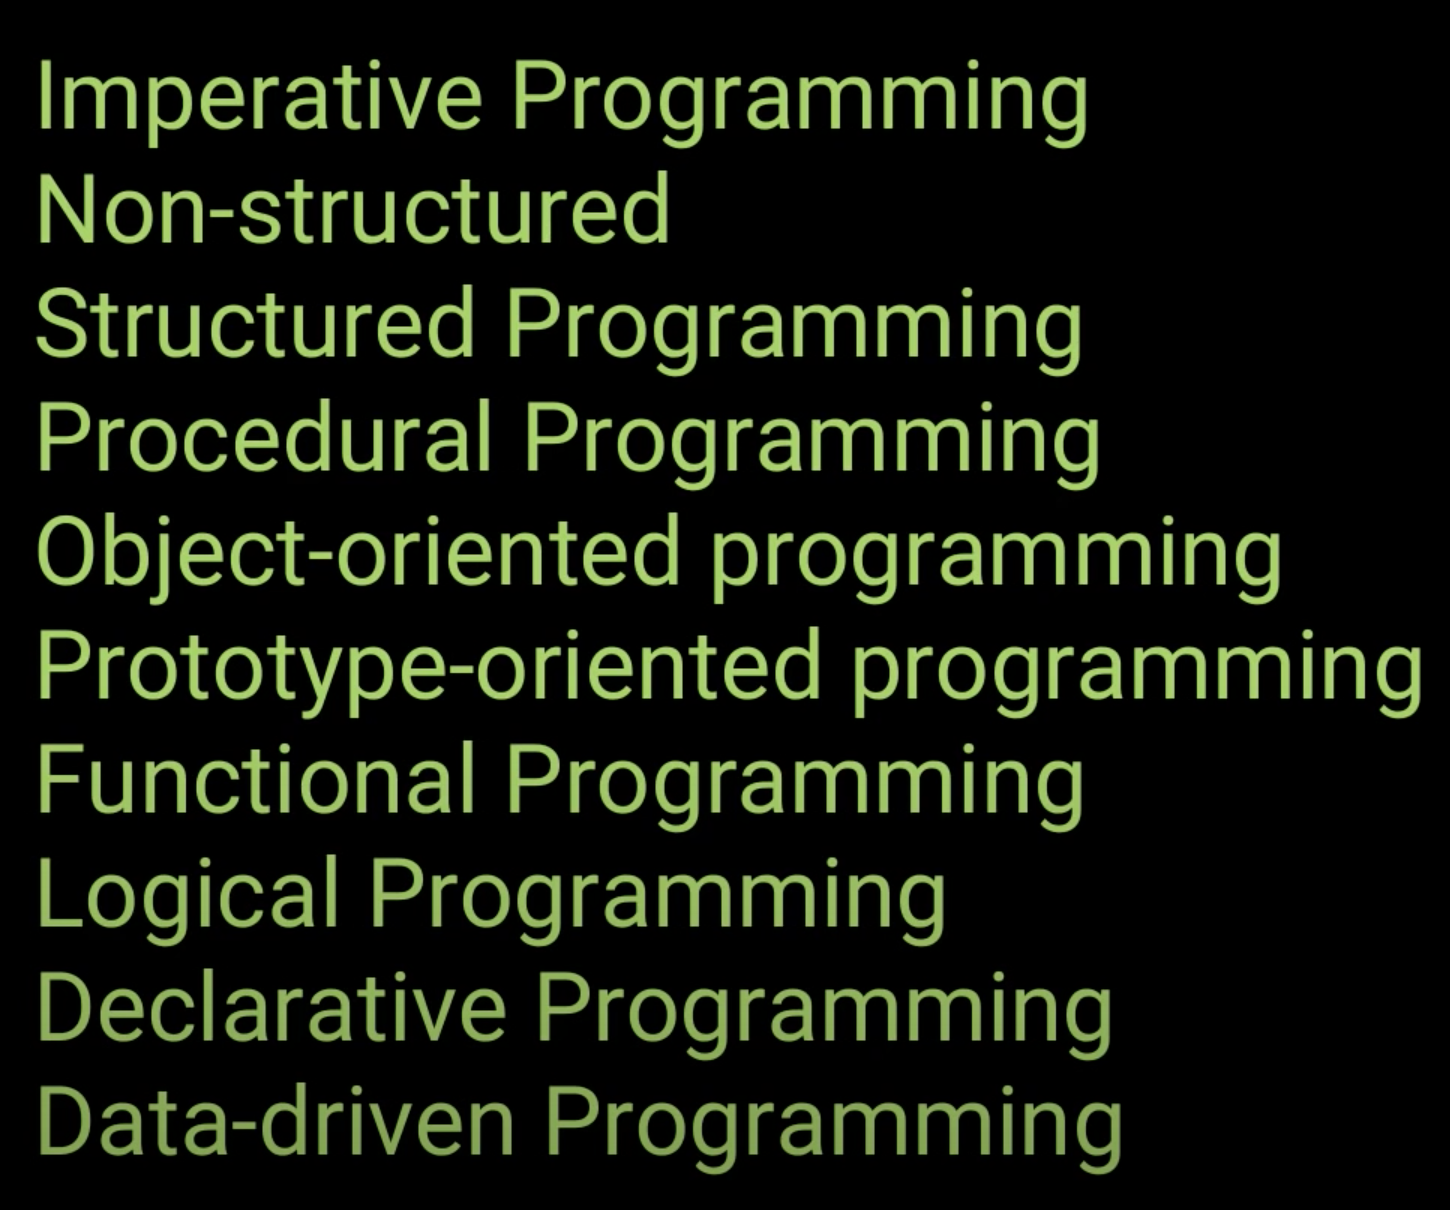 Imperative Programming
Non-structured
Structured Programming
Procedural Programming
Object-oriented programming
Prototype-oriented programming
Functional Programming
Logical Programming
Declarative Programming
Data-driven Programming